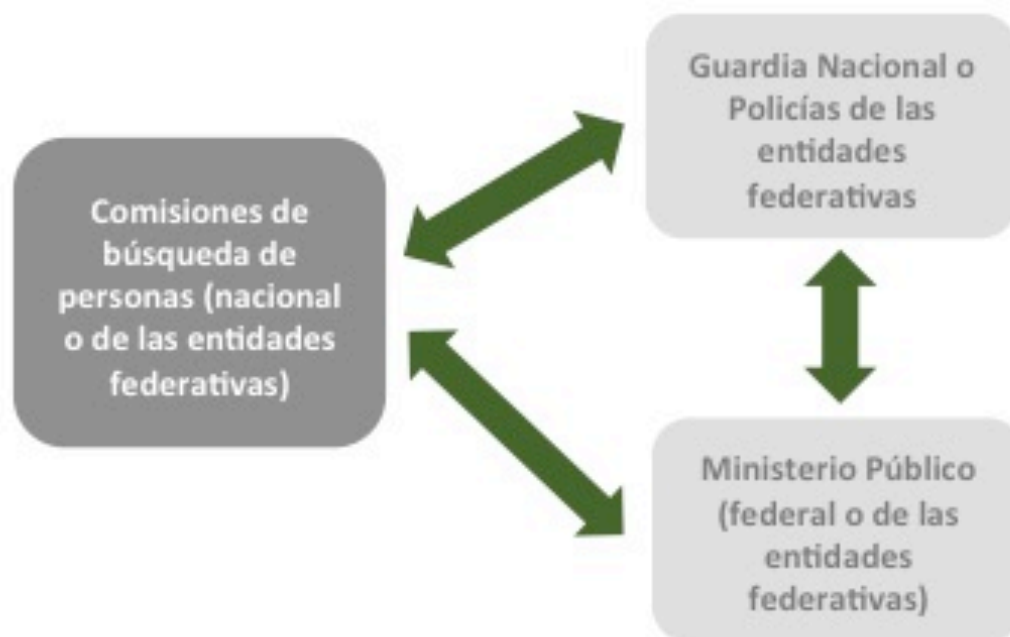 Comisiones de
búsqueda de
personas (nacional
o de las entidades
federativas)
Guardia Nacional o
Policías de las
entidades
federativas
Ministerio Público
(federal o de las
entidades
federativas)